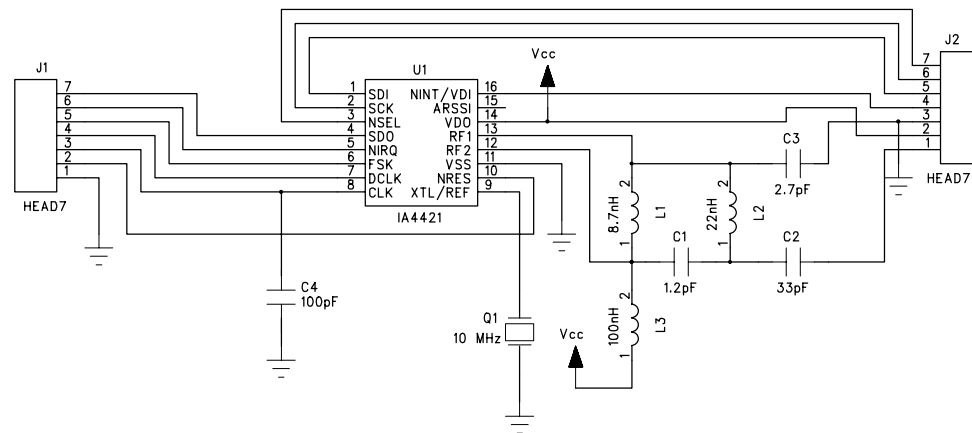 J1
7
6
5
4
3
2
1
HEAD7
U1
1 SDI NINT/VDI 16
2 SCK ARSSI 15
3 NSEL VDO 14
4 SDO RF1 13
5 NIRQ RF2 12
6 FSK VSS 11
7 DCLK NRES 10
8 CLK XTL/REF 9
IA4421
Vcc
J2
7
6
5
4
3
2
1
HEAD7
C3
2.7pF
2
8.7nH
L1
1
2
22nH
L2
1
C1
1.2pF
C2
33pF
2
100nH
L3
1
Vcc
C4
100pF
Q1
10 MHz